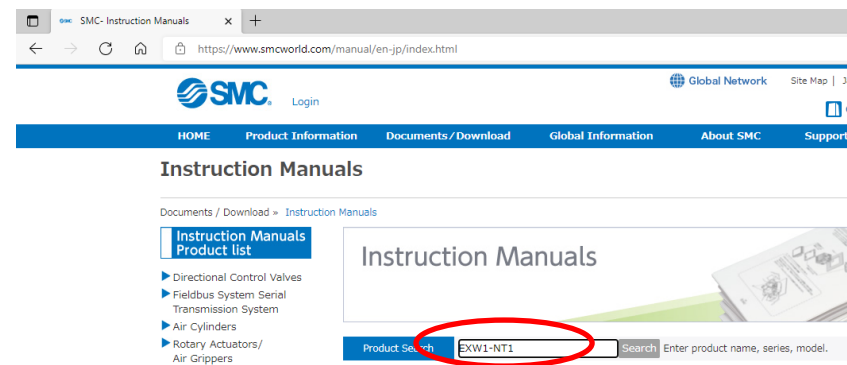 SMC- Instruction Manuals
https://www.smcworld.com/manual/en-jp/index.html
SMC.
Login
Global Network
Site Map | J
HOME Product Information Documents/Download Global Information About SMC Support
Instruction Manuals
Documents / Download » Instruction Manuals
Instruction Manuals
Product list
Directional Control Valves
Fieldbus System Serial
Transmission System
Air Cylinders
Rotary Actuators/
Air Grippers
Instruction Manuals
Product Search EXW1-NT1 Search Enter product name, series, model.